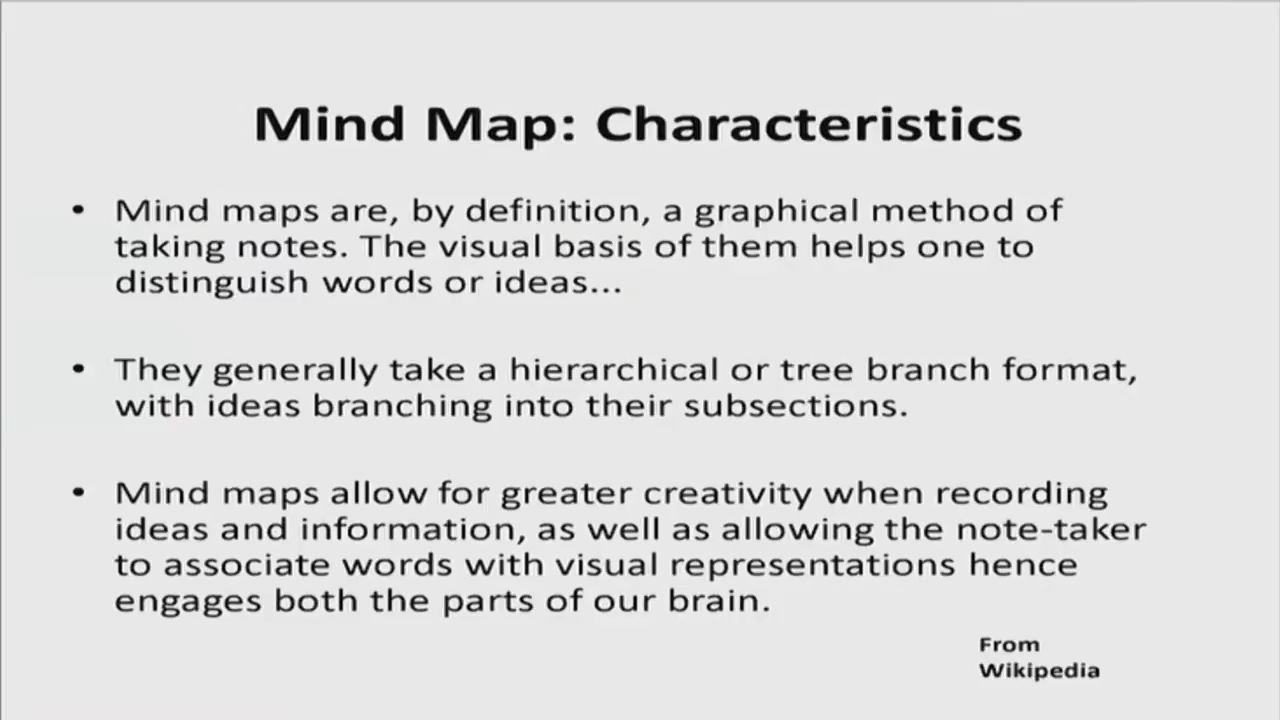 Mind Map: Characteristics
• Mind maps are, by definition, a graphical method of
taking notes. The visual basis of them helps one to
distinguish words or ideas...
• They generally take a hierarchical or tree branch format,
with ideas branching into their subsections.
• Mind maps allow for greater creativity when recording
ideas and information, as well as allowing the note-taker
to associate words with visual representations hence
engages both the parts of our brain.
From
Wikipedia